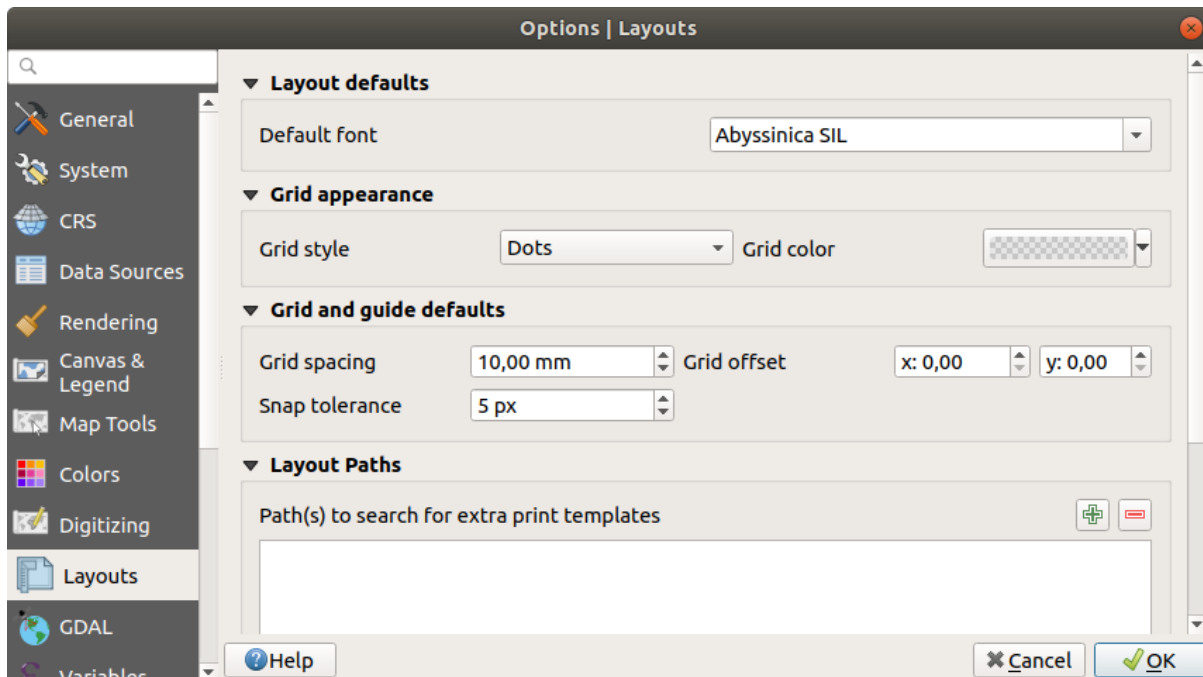 Options | Layouts
General
System
CRS
Data Sources
Rendering
Canvas &
Legend
Map Tools
Colors
Digitizing
Layouts
GDAL
Variables
Layout defaults
Default font
Abyssinica SIL
Grid appearance
Grid style
Dots
Grid color
Grid and guide defaults
Grid spacing
10,00 mm
Grid offset
x: 0,00
y: 0,00
Snap tolerance
5 px
Layout Paths
Path(s) to search for extra print templates
Help
Cancel
OK